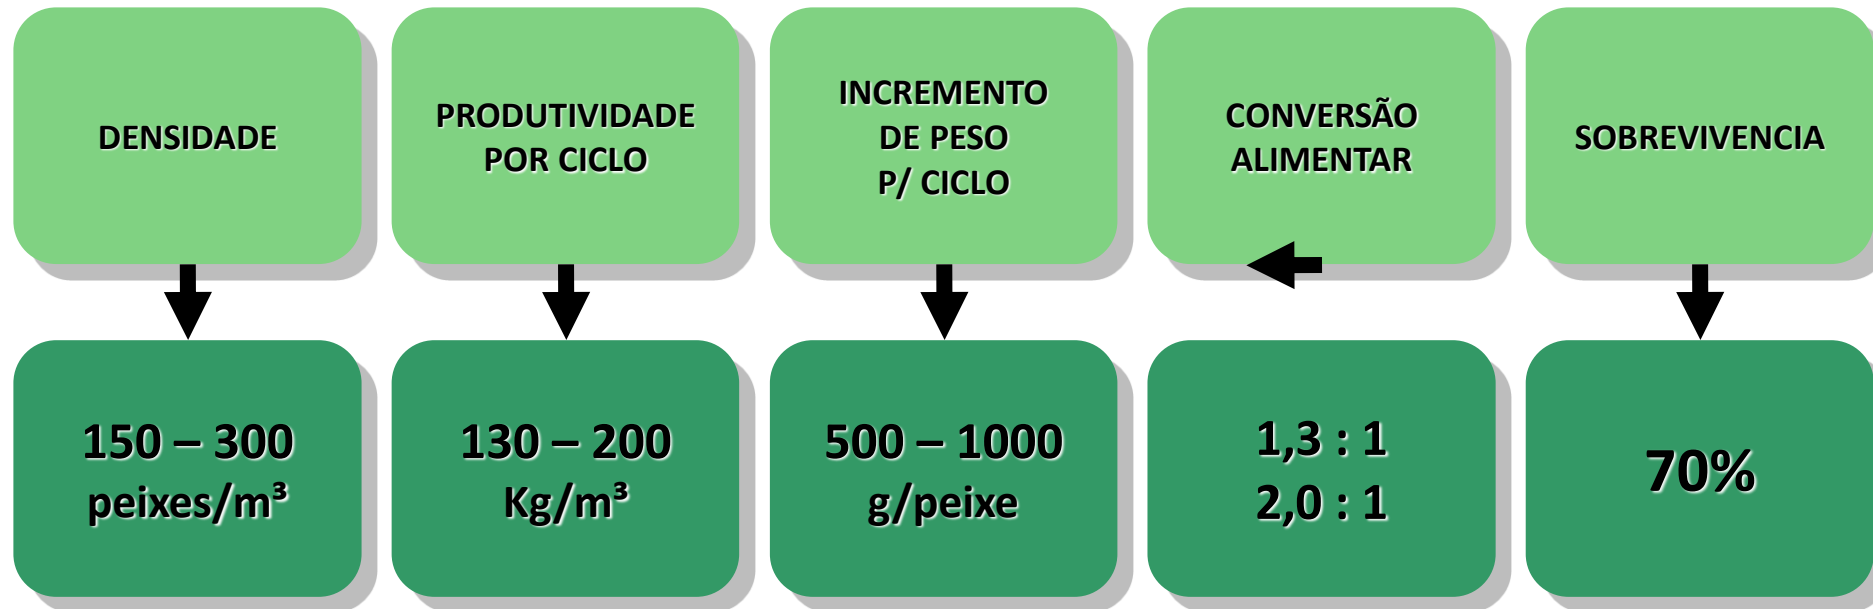 DENSIDADE
PRODUTIVIDADE
POR CICLO
INCREMENTO
DE PESO
P/ CICLO
CONVERSÃO
ALIMENTAR
SOBREVIVENCIA
150 – 300
peixes/m³
130 – 200
Kg/m³
500 – 1000
g/peixe
1,3 : 1
2,0 : 1
70%